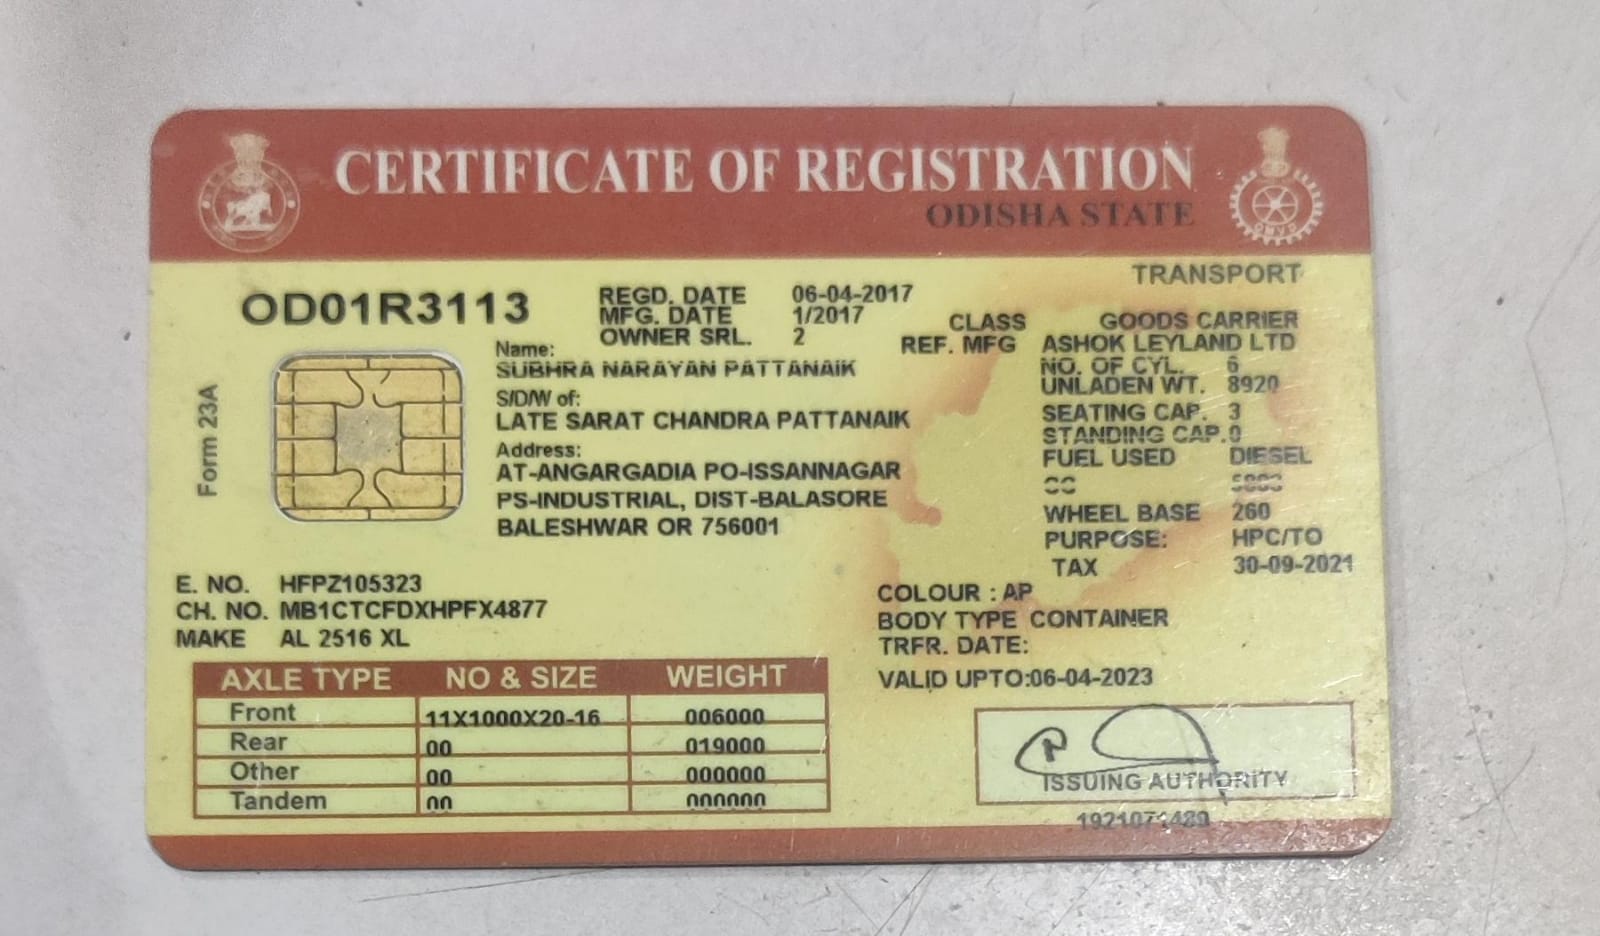 CERTIFICATE OF REGISTRATION
ODISHA STATE
OMVD
TRANSPORT
OD01R3113
REGD. DATE 06-04-2017
MFG. DATE 1/2017
OWNER SRL. 2
CLASS GOODS CARRIER
REF. MFG ASHOK LEYLAND LTD
Name:
SUBHRA NARAYAN PATTANAIK
S/D/W of:
LATE SARAT CHANDRA PATTANAIK
Address:
AT-ANGARGADIA PO-ISSANNAGAR
PS-INDUSTRIAL, DIST-BALASORE
BALESHWAR OR 756001
Form 23A
NO. OF CYL. 6
UNLADEN WT. 8920
SEATING CAP. 3
STANDING CAP.0
FUEL USED DIESEL
CC
WHEEL BASE 260
PURPOSE: HPC/TO
TAX 30-09-2021
E. NO. HFPZ105323
CH. NO. MB1CTCFDXHPFX4877
MAKE AL 2516 XL
COLOUR : AP
BODY TYPE CONTAINER
TRFR. DATE:
VALID UPTO:06-04-2023
AXLE TYPE NO & SIZE WEIGHT
Front 11X1000X20-16 006000
Rear 00 019000
Other 00 000000
Tandem 00 000000
ISSUING AUTHORITY